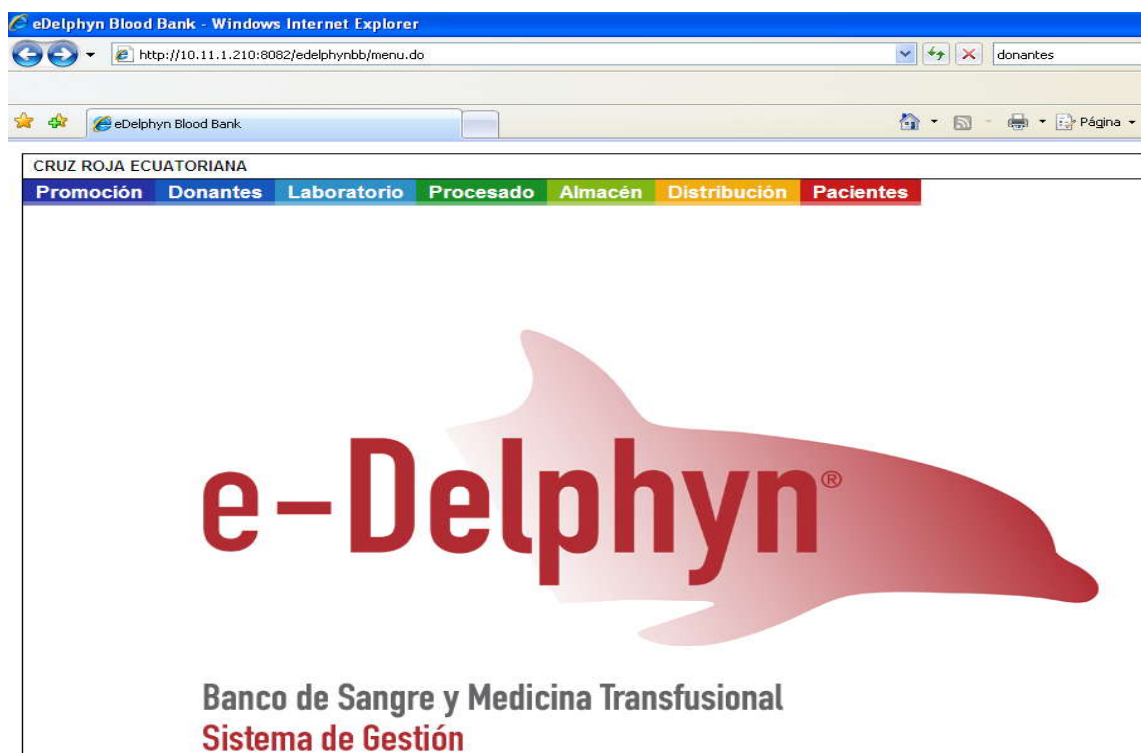 eDelphyn Blood Bank - Windows Internet Explorer
http://10.11.1.210:8082/edelphynbb/menu.do donantes
eDelphyn Blood Bank Página
CRUZ ROJA ECUATORIANA
Promoción Donantes Laboratorio Procesado Almacén Distribución Pacientes
e-Delphyn®
Banco de Sangre y Medicina Transfusional
Sistema de Gestión